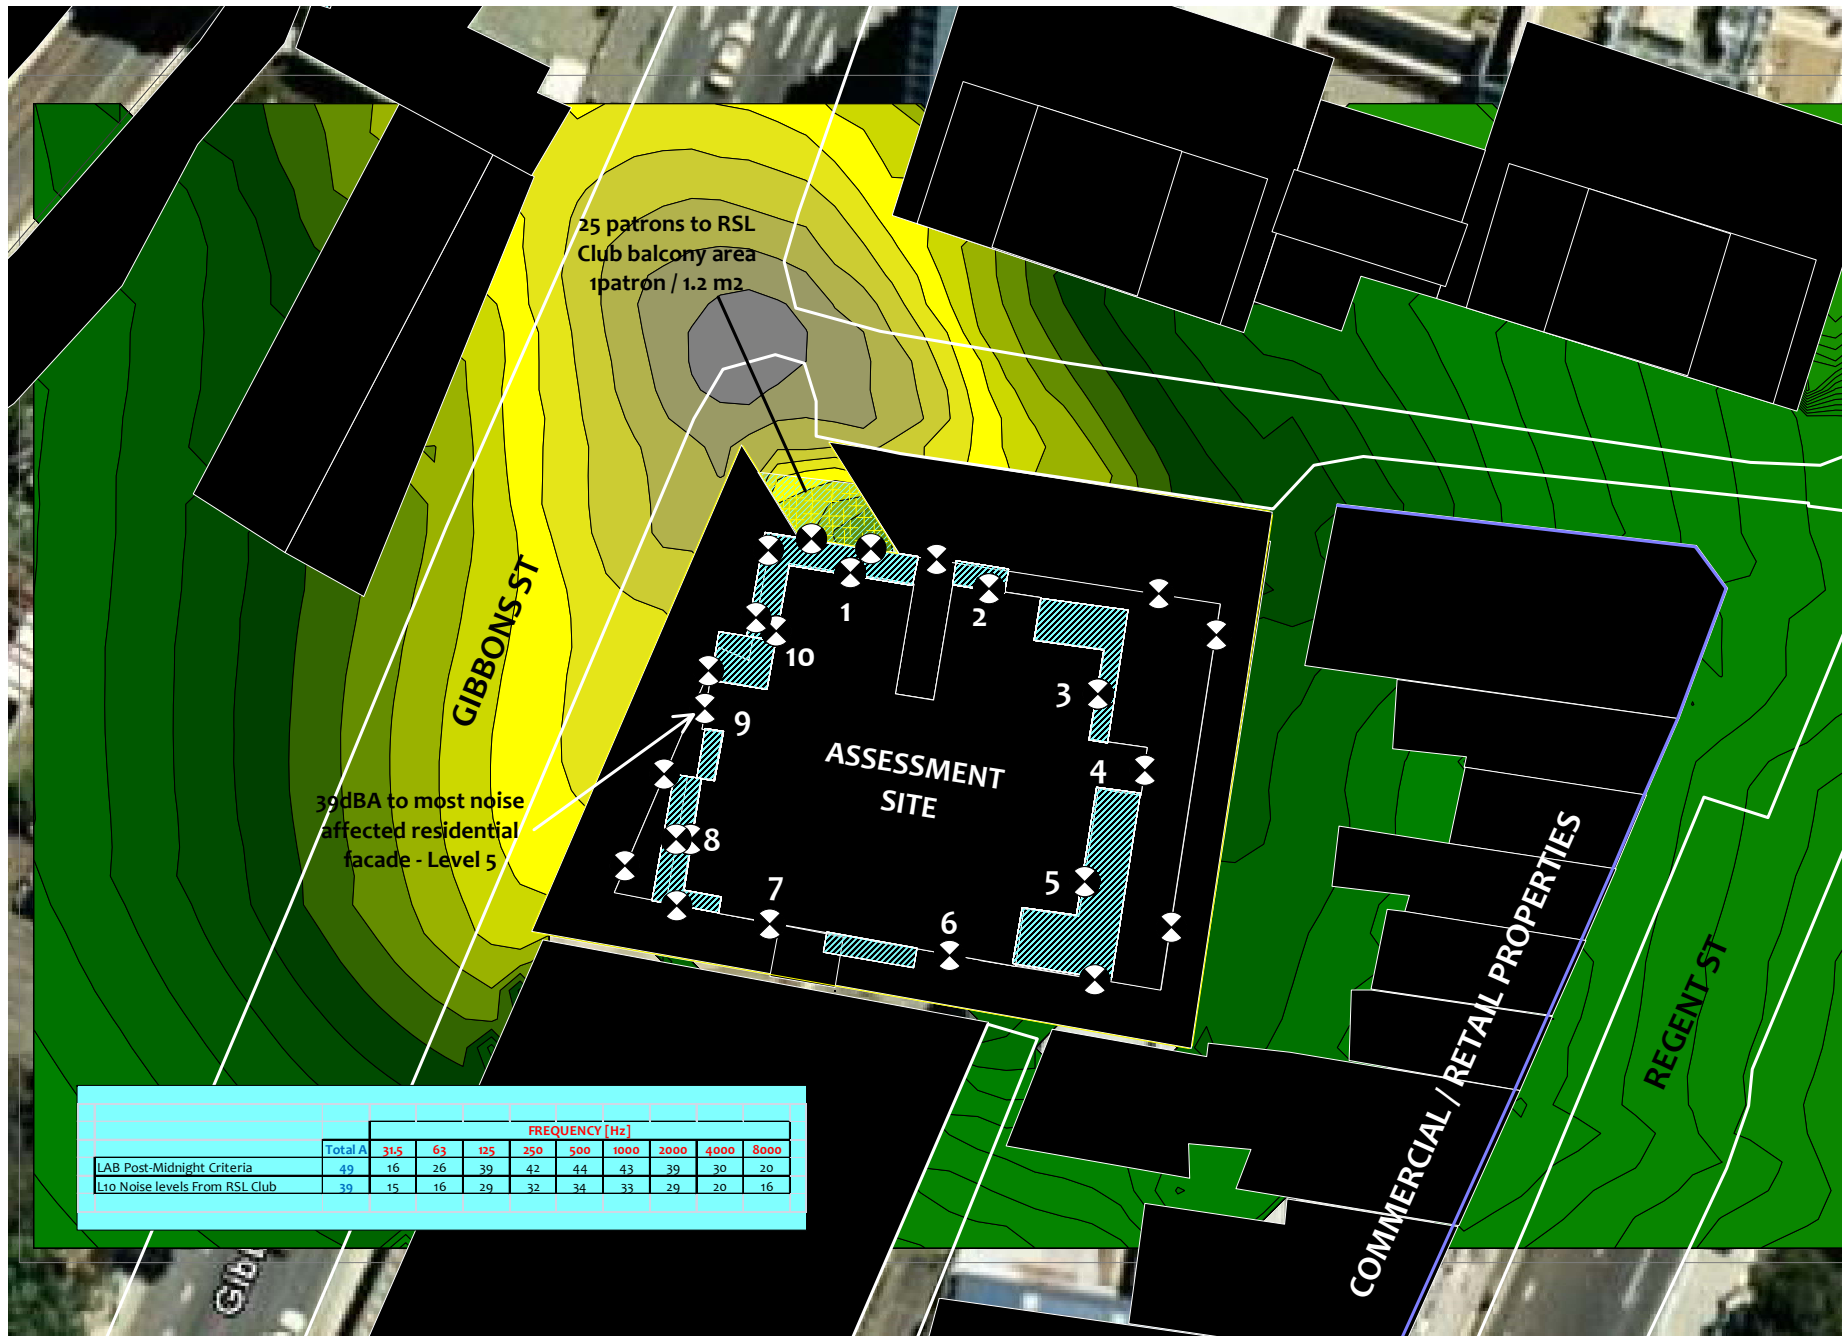 25 patrons to RSL
Club balcony area
1patron / 1.2 m2
GIBBONS ST
1
2
10
3
9
ASSESSMENT
SITE
4
39dBA to most noise
affected residential
facade - Level 5
8
5
7
6
COMMERCIAL / RETAIL PROPERTIES
REGENT ST
FREQUENCY [Hz]
Total A 31.5 63 125 250 500 1000 2000 4000 8000
LAB Post-Midnight Criteria 49 16 26 39 42 44 43 39 30 20
L10 Noise levels From RSL Club 39 15 16 29 32 34 33 29 20 16